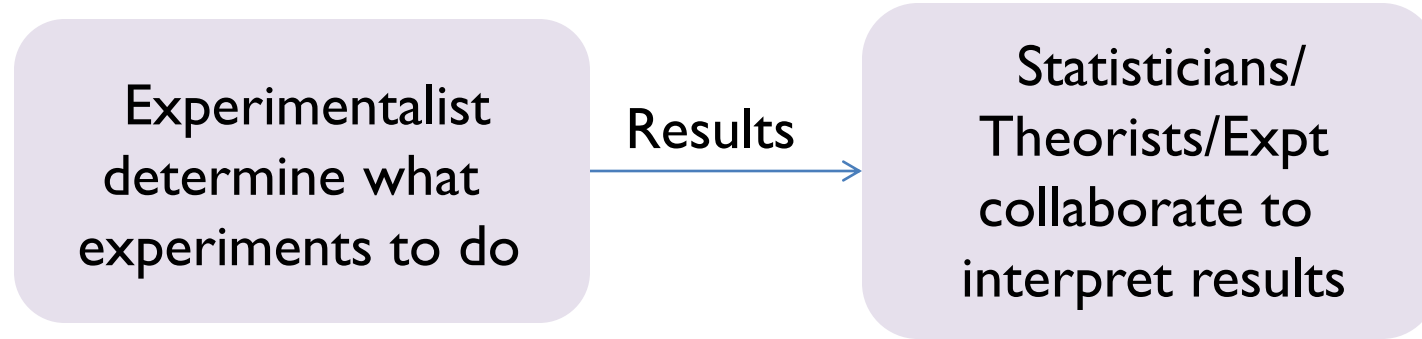 Experimentalist
determine what
experiments to do
Results
Statisticians/
Theorists/Expt
collaborate to
interpret results